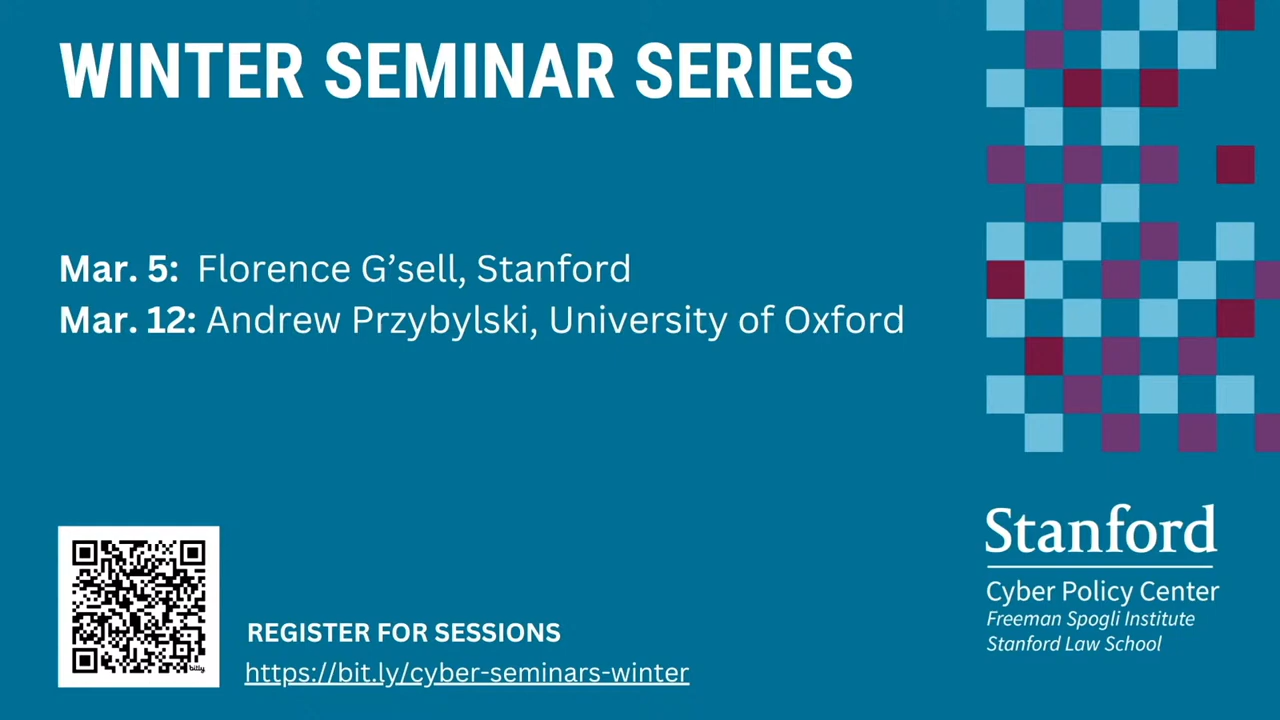 WINTER SEMINAR SERIES
Mar. 5: Florence G’sell, Stanford
Mar. 12: Andrew Przybylski, University of Oxford
bitly
REGISTER FOR SESSIONS
https://bit.ly/cyber-seminars-winter
Stanford
Cyber Policy Center
Freeman Spogli Institute
Stanford Law School